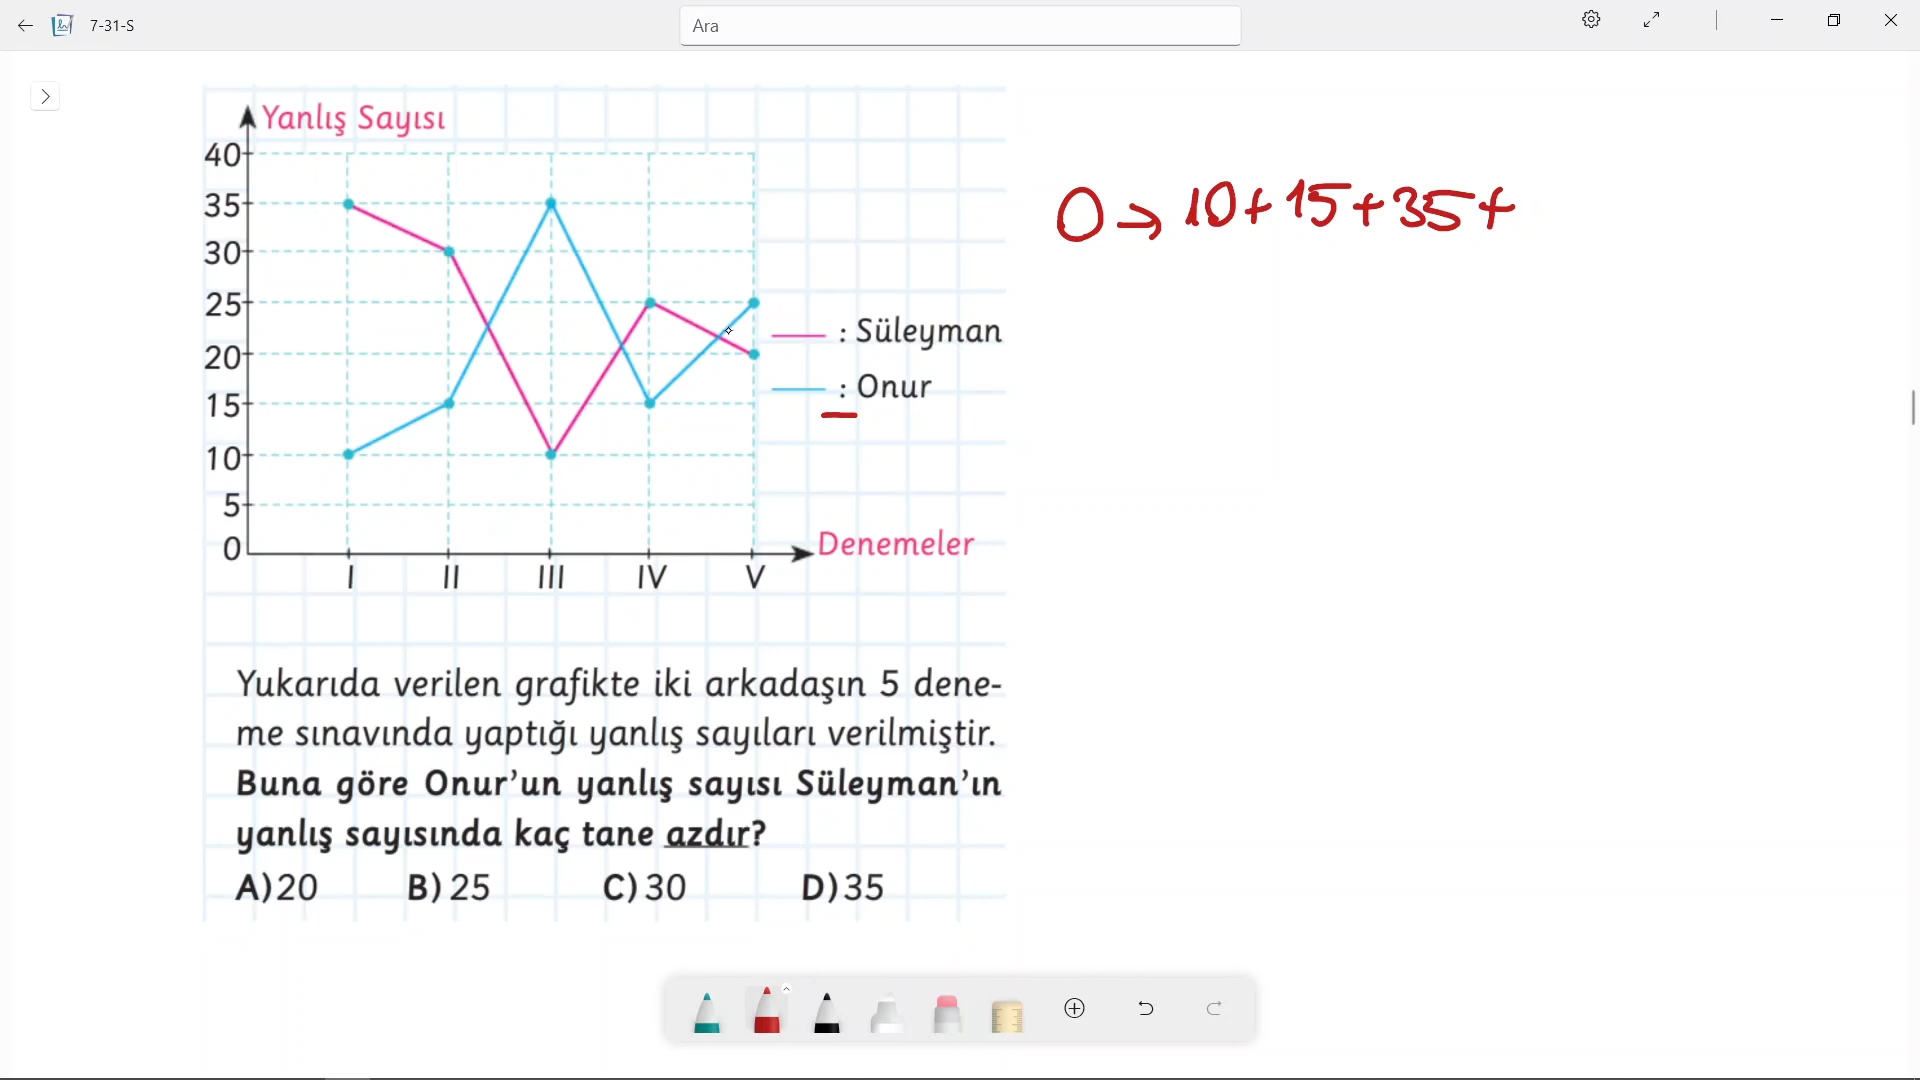 7-31-S
Ara
Yanlış Sayısı
40
35
30
25
20
15
10
5
0
I II III IV V
Denemeler
: Süleyman
: Onur
O → 10+15+35+
Yukarıda verilen grafikte iki arkadaşın 5 dene-
me sınavında yaptığı yanlış sayıları verilmiştir.
Buna göre Onur'un yanlış sayısı Süleyman'ın
yanlış sayısında kaç tane azdır?
A) 20 B) 25 C) 30 D) 35